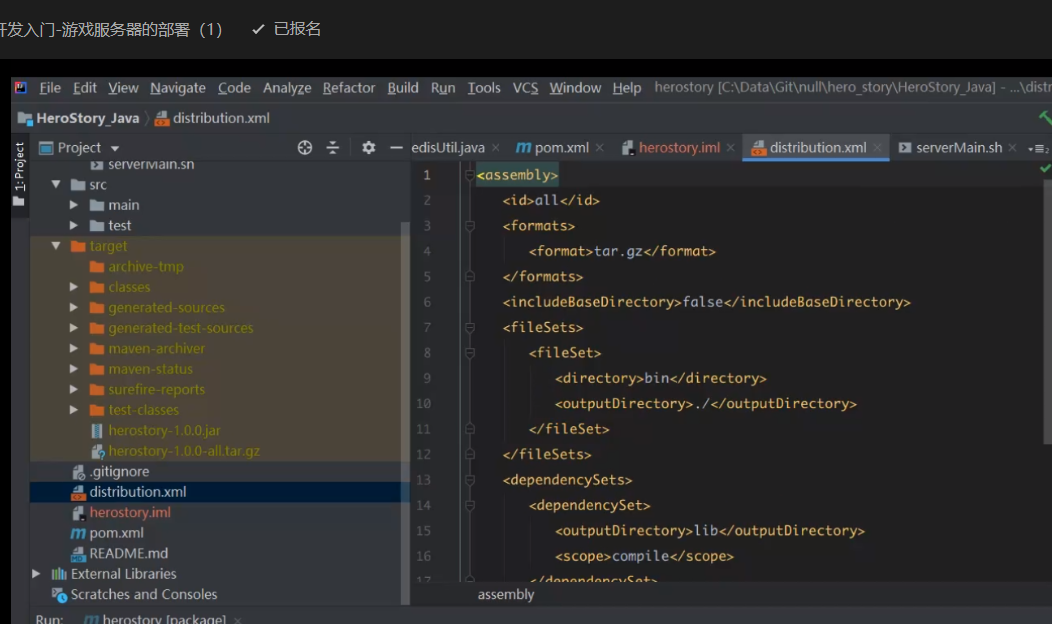 开发入门-游戏服务器的部署（1） ✓ 已报名
File Edit View Navigate Code Analyze Refactor Build Run Tools VCS Window Help herostory [C:\Data\Git\null\hero_story\HeroStory_Java] - ...\distr
HeroStory_Java distribution.xml
Project edisUtil.java pom.xml herostory.iml distribution.xml serverMain.sh
1: Project
serverMain.sh
src
main
test
target
archive-tmp
classes
generated-sources
generated-test-sources
maven-archiver
maven-status
surefire-reports
test-classes
herostory-1.0.0.jar
herostory-1.0.0-all.tar.gz
.gitignore
distribution.xml
herostory.iml
pom.xml
README.md
External Libraries
Scratches and Consoles
1 <assembly>
2 <id>all</id>
3 <formats>
4 <format>tar.gz</format>
5 </formats>
6 <includeBaseDirectory>false</includeBaseDirectory>
7 <fileSets>
8 <fileSet>
9 <directory>bin</directory>
10 <outputDirectory>./</outputDirectory>
11 </fileSet>
12 </fileSets>
13 <dependencySets>
14 <dependencySet>
15 <outputDirectory>lib</outputDirectory>
16 <scope>compile</scope>
17 </dependencySet>
assembly
Run: herostory [package]